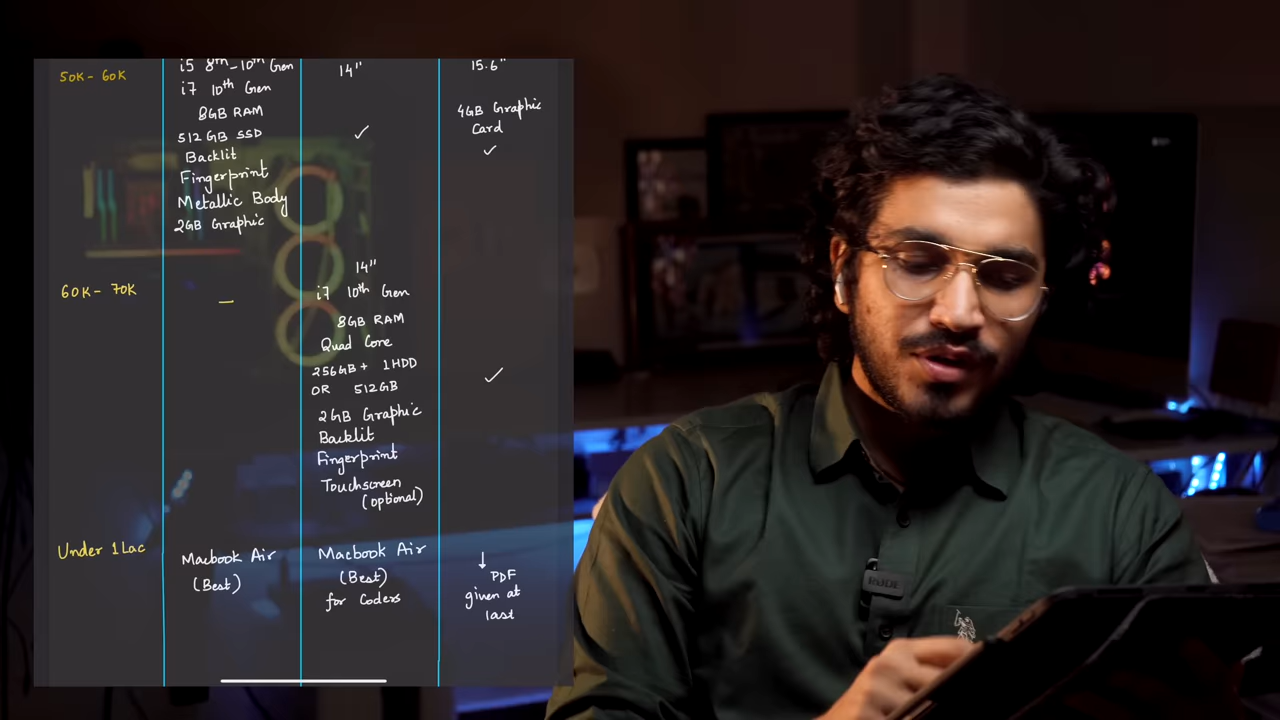 50K - 60K
i5 8th - 10th Gen
i7 10th Gen
8GB RAM
512 GB SSD
Backlit
Fingerprint
Metallic Body
2GB Graphic
14"
✓
15.6"
4GB Graphic
Card
✓
60K - 70K
—
14"
i7 10th Gen
8GB RAM
Quad Core
256GB + 1HDD
OR 512GB
2GB Graphic
Backlit
Fingerprint
Touchscreen
(optional)
✓
Under 1 Lac
Macbook Air
(Best)
Macbook Air
(Best)
for Coders
↓
PDF
given at
last
RODE